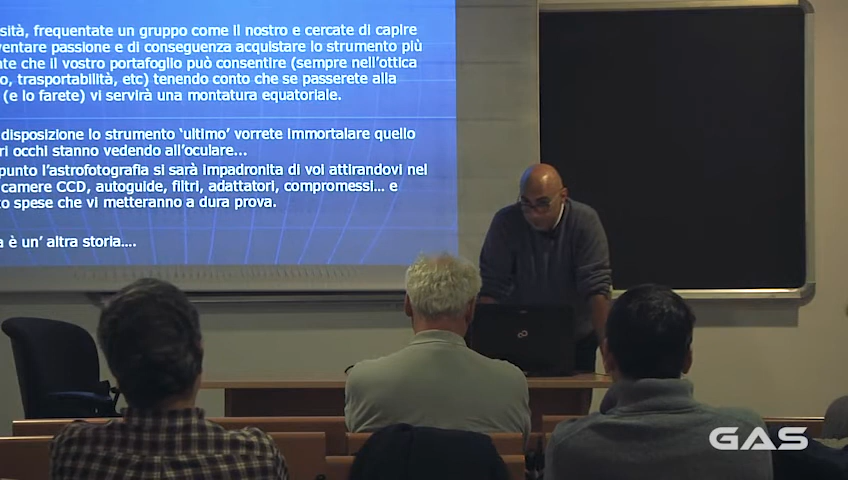 sità, frequentate un gruppo come il nostro e cercate di capire
ventare passione e di conseguenza acquistare lo strumento più
te che il vostro portafoglio può consentire (sempre nell'ottica
o, trasportabilità, etc) tenendo conto che se passerete alla
(e lo farete) vi servirà una montatura equatoriale.
disposizione lo strumento 'ultimo' vorrete immortalare quello
ri occhi stanno vedendo all'oculare...
punto l'astrofotografia si sarà impadronita di voi attirandovi nel
camere CCD, autoguide, filtri, adattatori, compromessi... e
to spese che vi metteranno a dura prova.
a è un' altra storia....
GAS